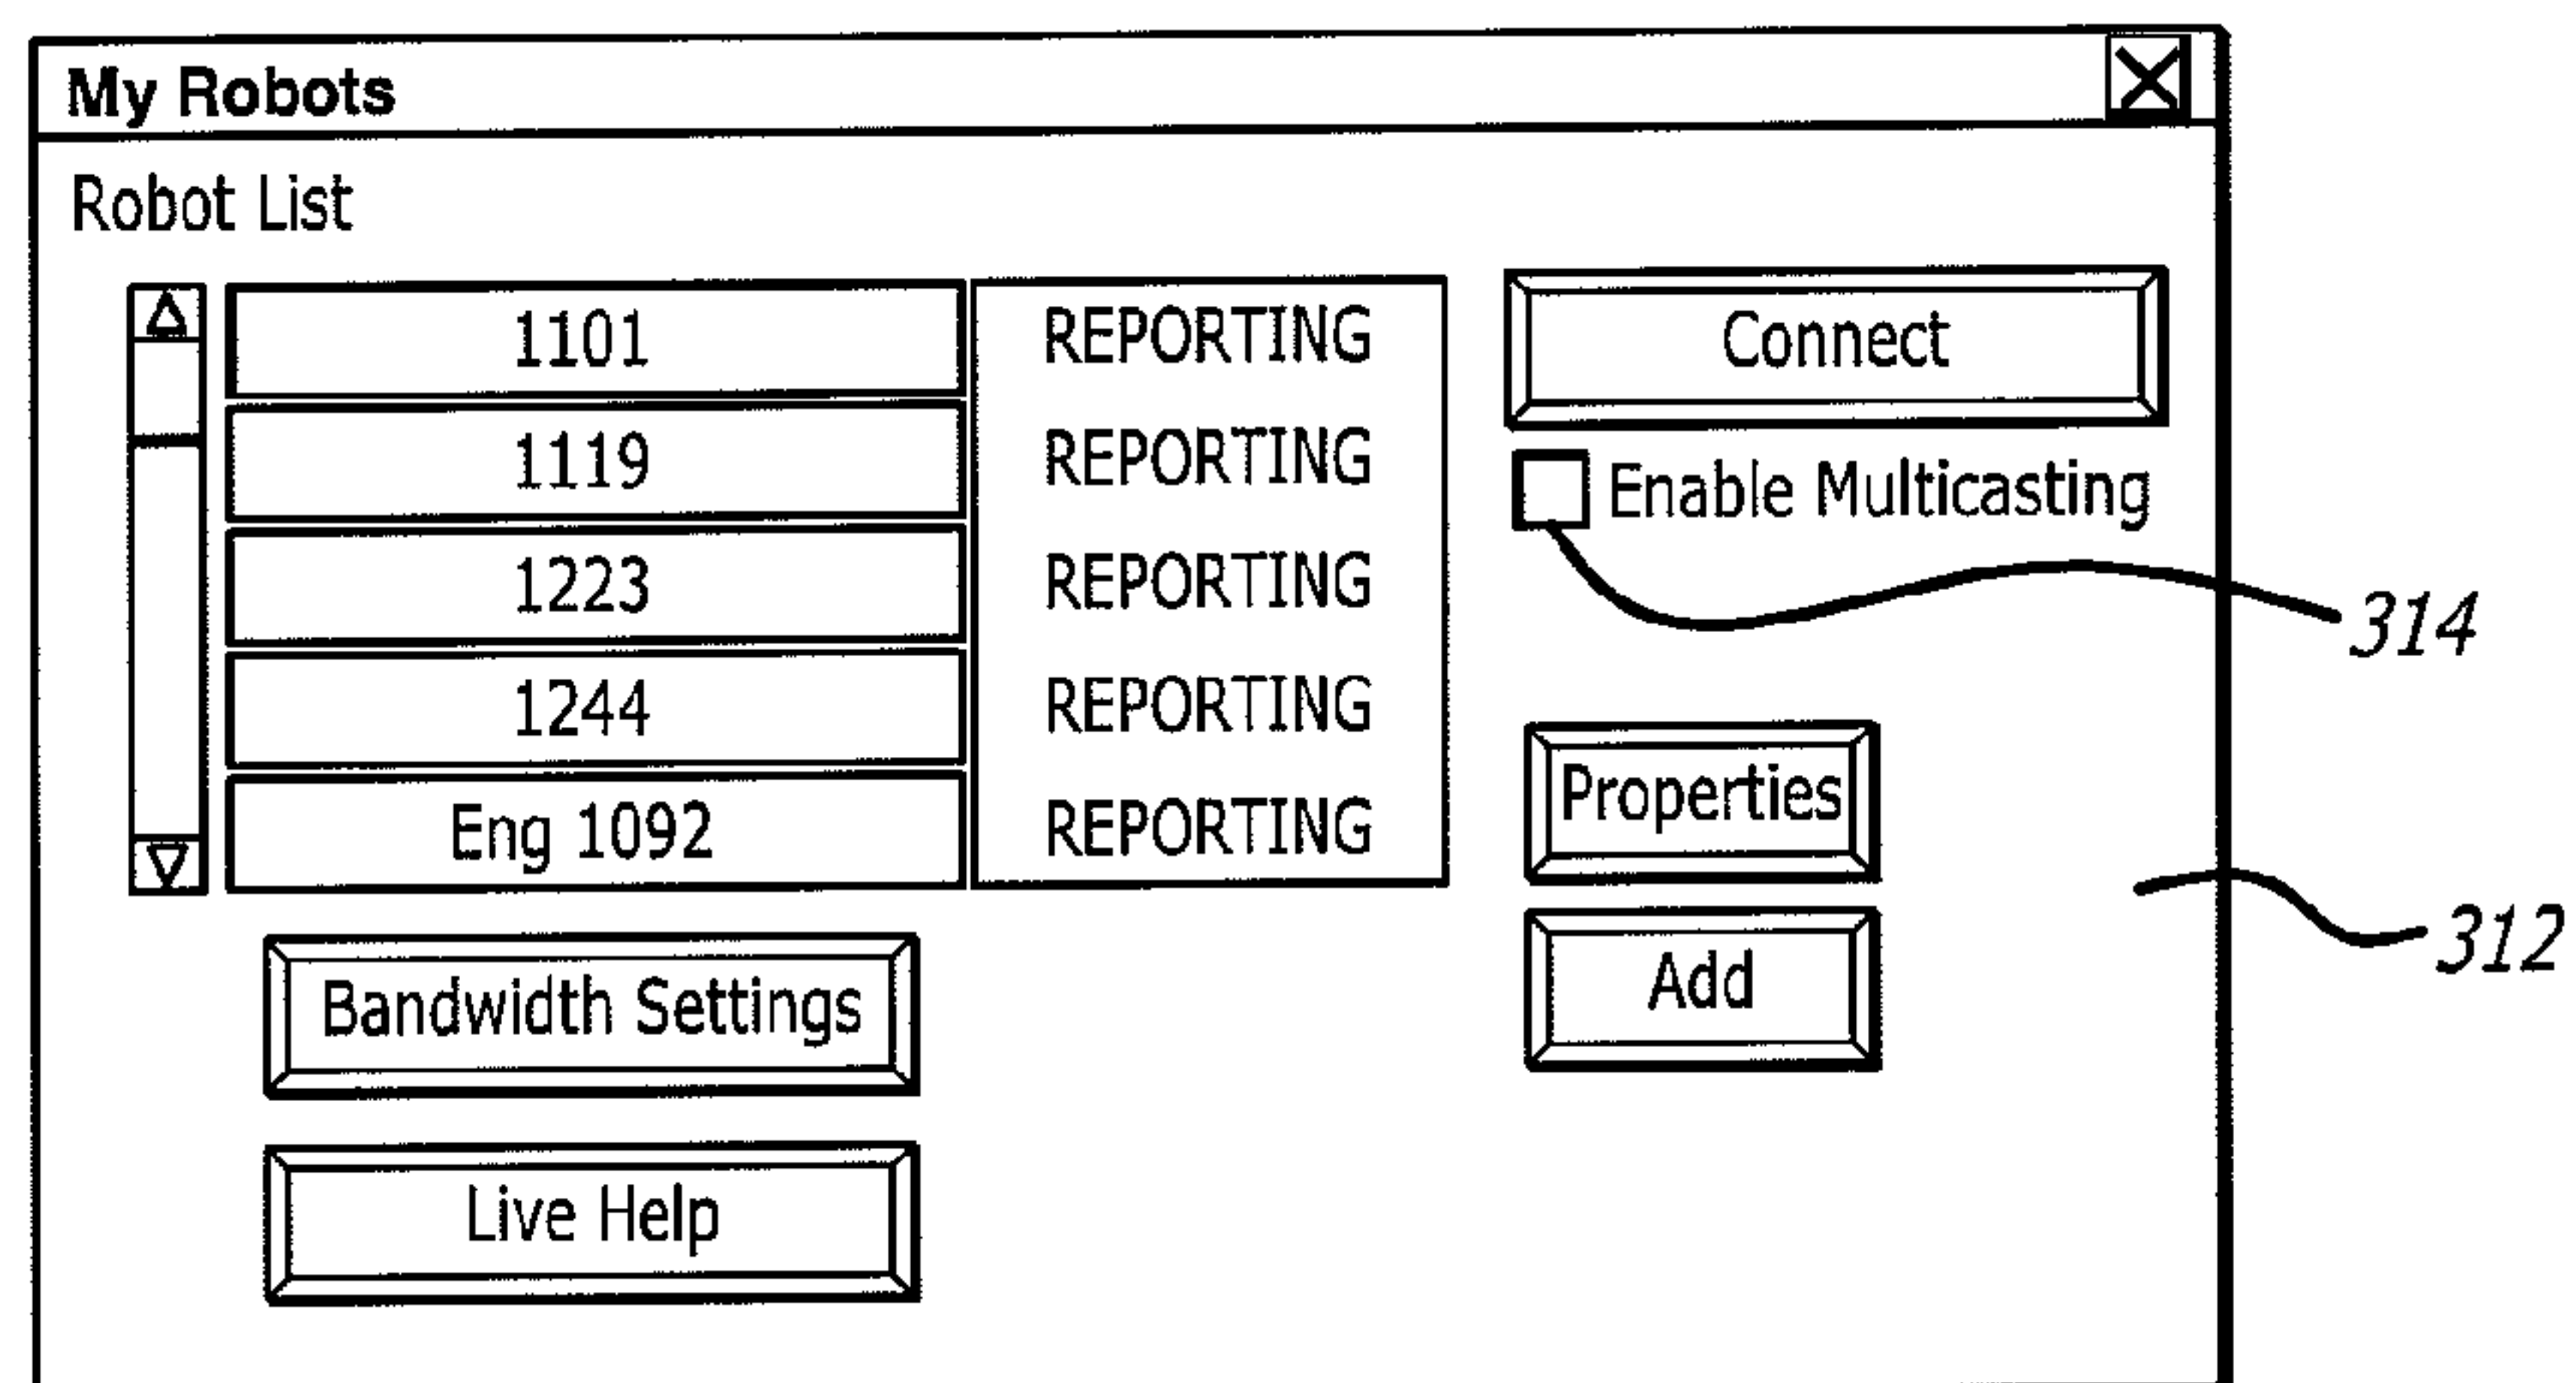 My Robots
Robot List
1101 REPORTING
1119 REPORTING
1223 REPORTING
1244 REPORTING
Eng 1092 REPORTING
Connect
Enable Multicasting
314
Properties
312
Add
Bandwidth Settings
Live Help